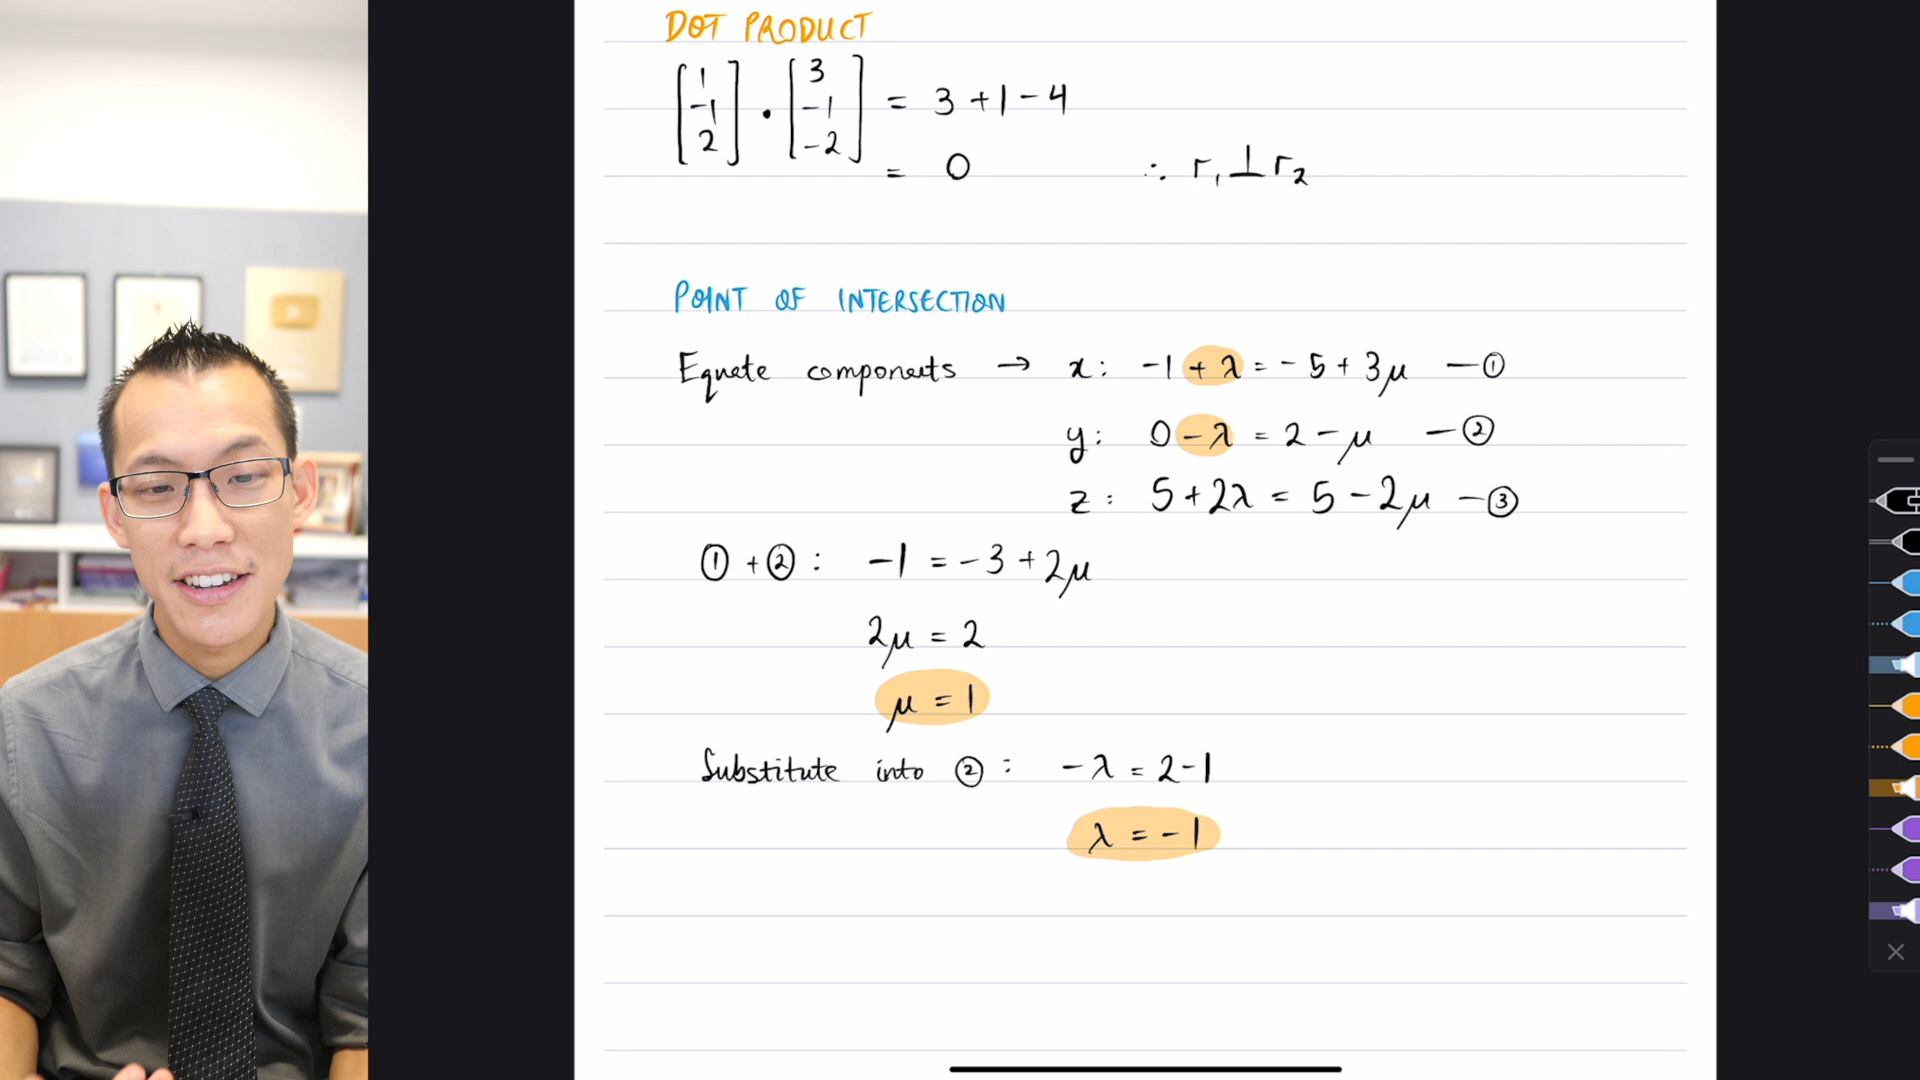 DOT PRODUCT
[1 -1 2] · [3 -1 -2] = 3 + 1 - 4
= 0 ∴ r₁ ⊥ r₂
POINT OF INTERSECTION
Equate components → x: -1 + λ = -5 + 3μ —①
y: 0 - λ = 2 - μ —②
z: 5 + 2λ = 5 - 2μ —③
① + ②: -1 = -3 + 2μ
2μ = 2
μ = 1
Substitute into ②: -λ = 2 - 1
λ = -1